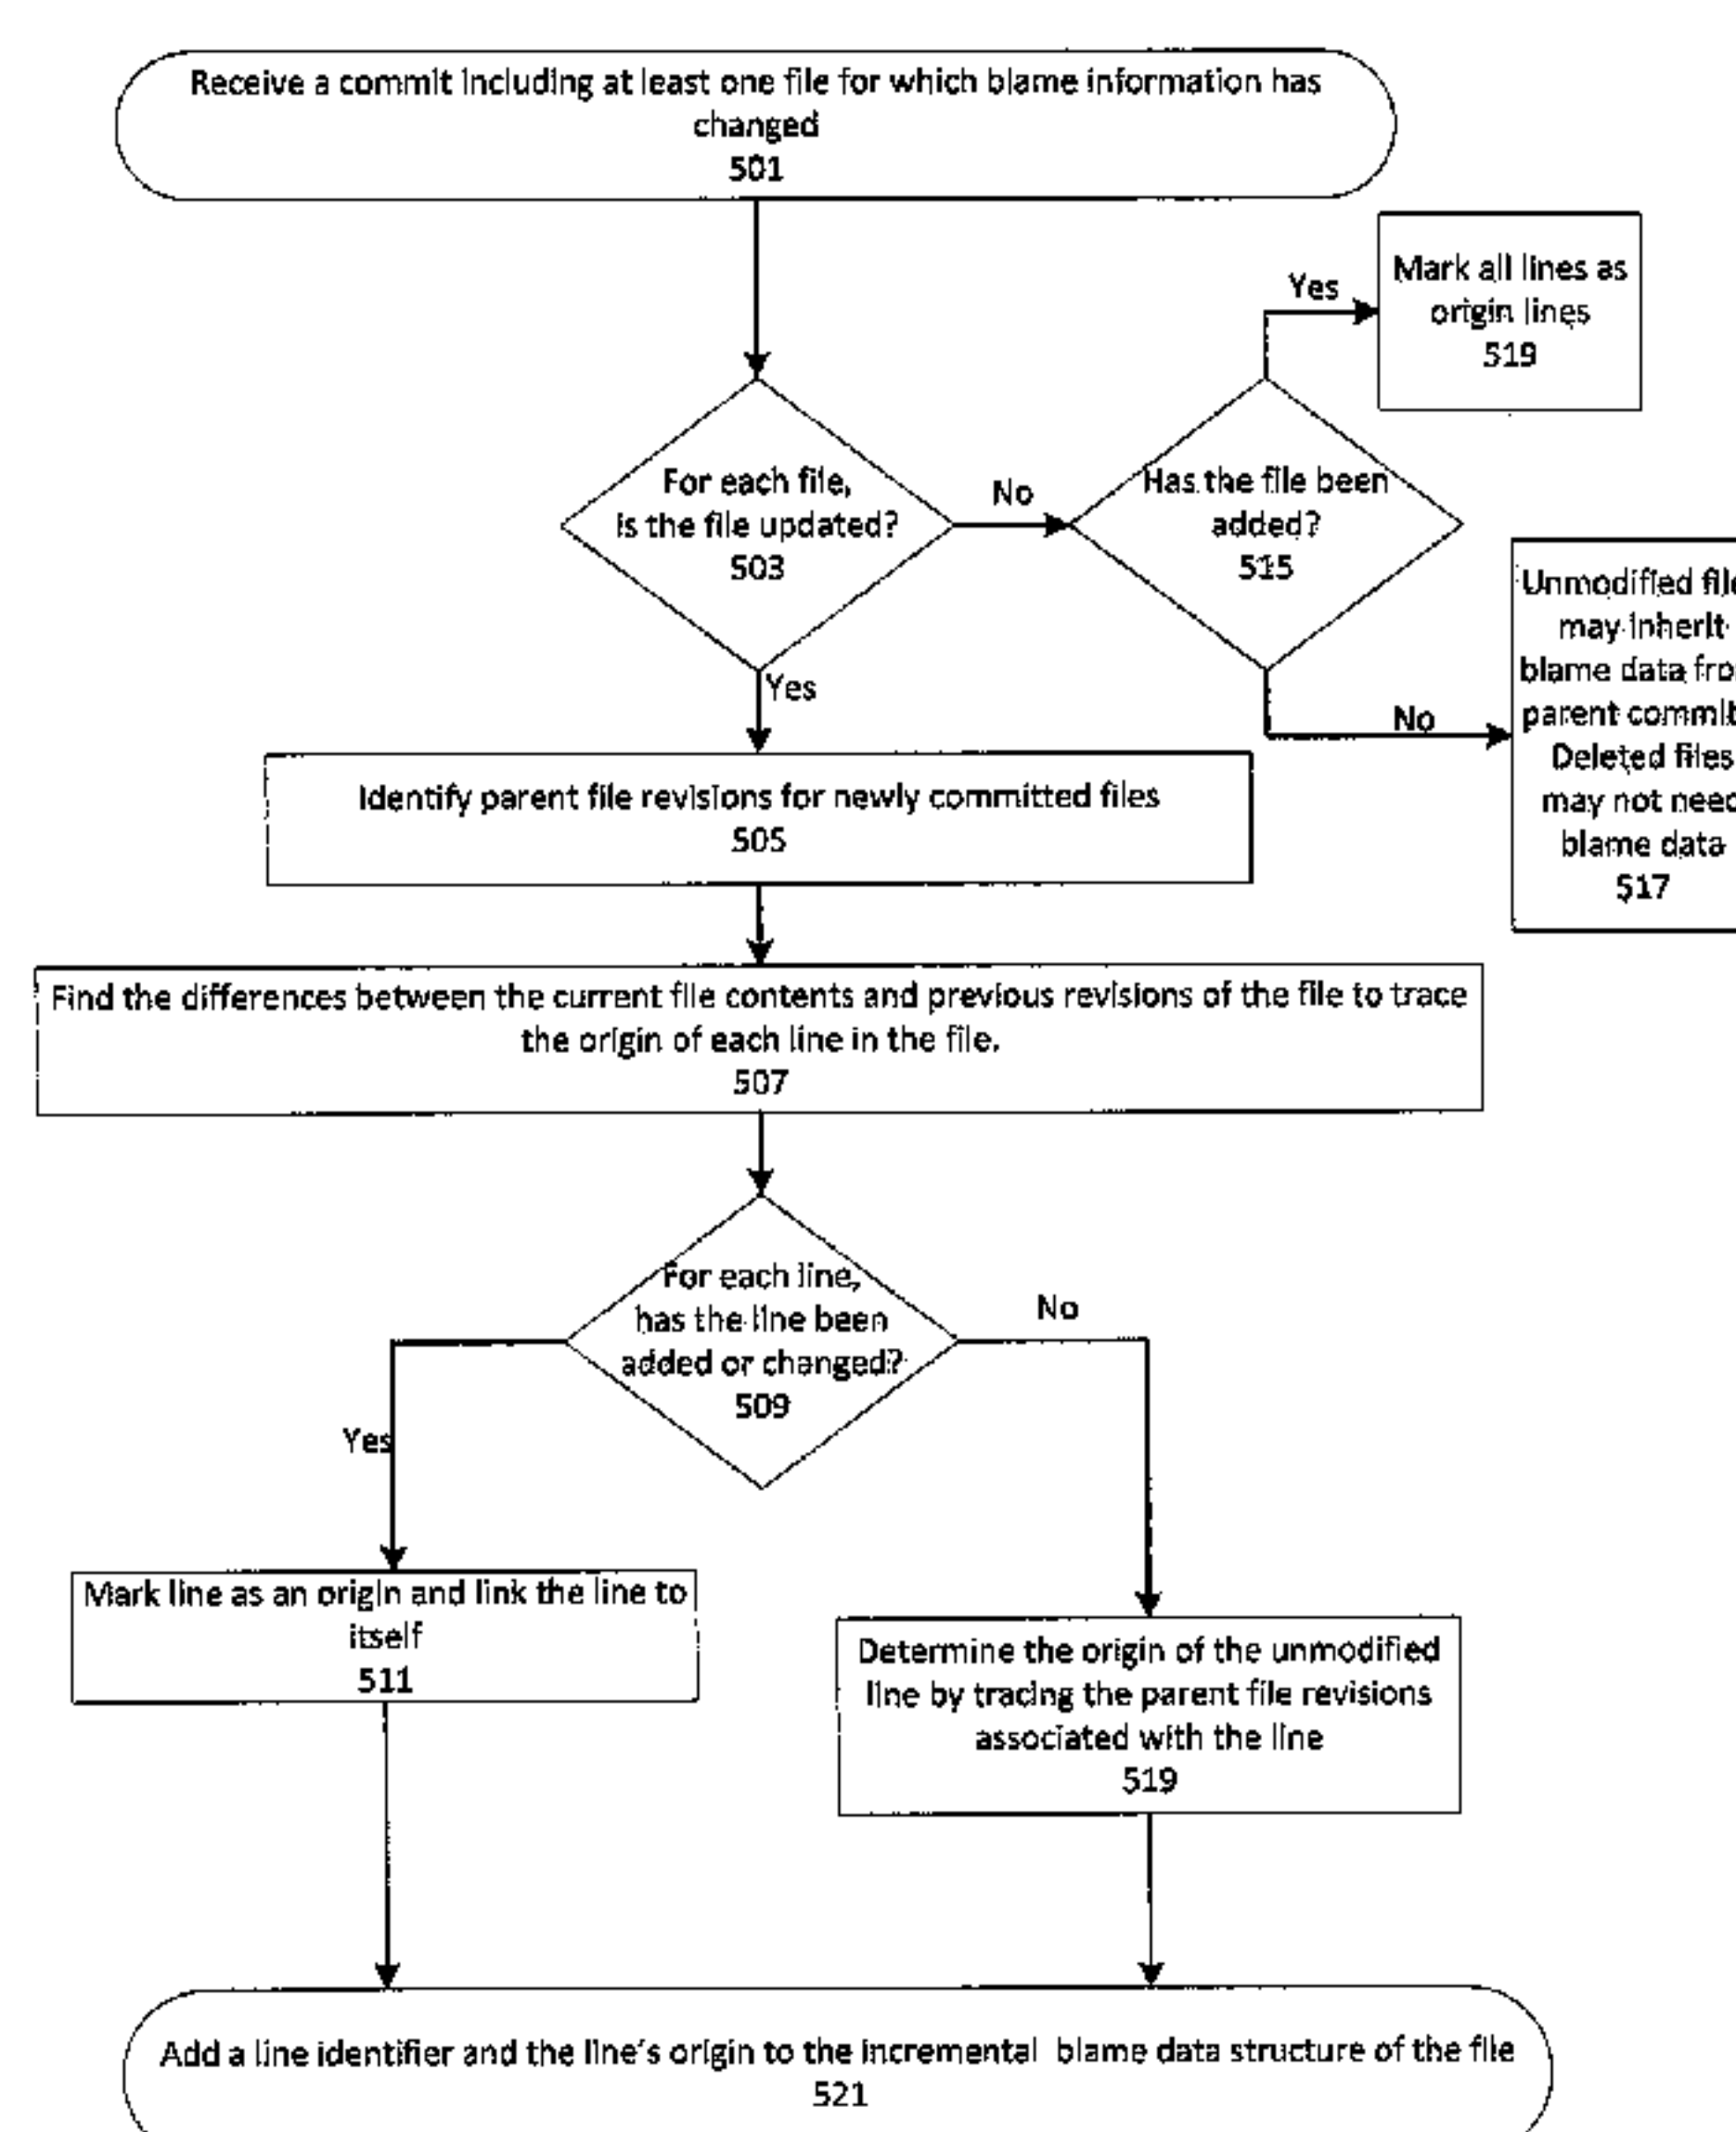 Receive a commit including at least one file for which blame information has
changed
501
Yes
Mark all lines as
origin lines
519
For each file,
is the file updated?
503
No
Has the file been
added?
515
Yes
No
Unmodified
may inherit
blame data
parent
Deleted files
may not
blame data
517
Identify parent file revisions for newly committed files
505
Find the differences between the current file contents and previous revisions of the file to trace
the origin of each line in the file.
507
For each line,
has the line been
added or changed?
509
No
Yes
Mark line as an origin and link the line to
itself
511
Determine the origin of the unmodified
line by tracing the parent file revisions
associated with the line
519
Add a line identifier and the line's origin to the incremental blame data structure of the file
521